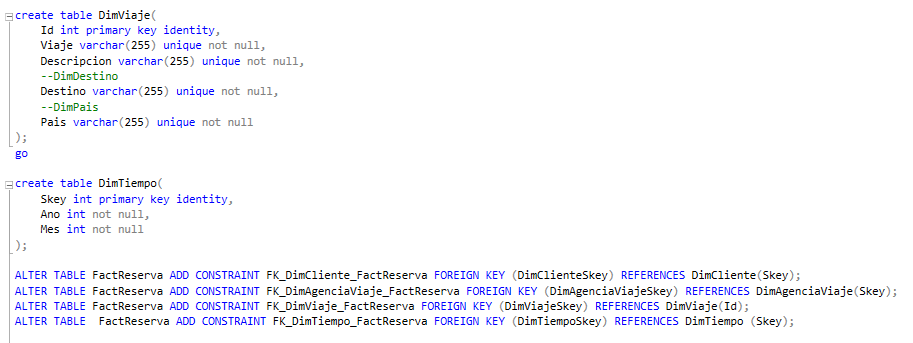 create table DimViaje(
Id int primary key identity,
Viaje varchar(255) unique not null,
Descripcion varchar(255) unique not null,
--DimDestino
Destino varchar(255) unique not null,
--DimPais
Pais varchar(255) unique not null
);
go
create table DimTiempo(
Skey int primary key identity,
Ano int not null,
Mes int not null
);
ALTER TABLE FactReserva ADD CONSTRAINT FK_DimCliente_FactReserva FOREIGN KEY (DimClienteSkey) REFERENCES DimCliente(Skey);
ALTER TABLE FactReserva ADD CONSTRAINT FK_DimAgenciaViaje_FactReserva FOREIGN KEY (DimAgenciaViajeSkey) REFERENCES DimAgenciaViaje(Skey);
ALTER TABLE FactReserva ADD CONSTRAINT FK_DimViaje_FactReserva FOREIGN KEY (DimViajeSkey) REFERENCES DimViaje(Id);
ALTER TABLE  FactReserva ADD CONSTRAINT FK_DimTiempo_FactReserva FOREIGN KEY (DimTiempoSkey) REFERENCES DimTiempo (Skey);